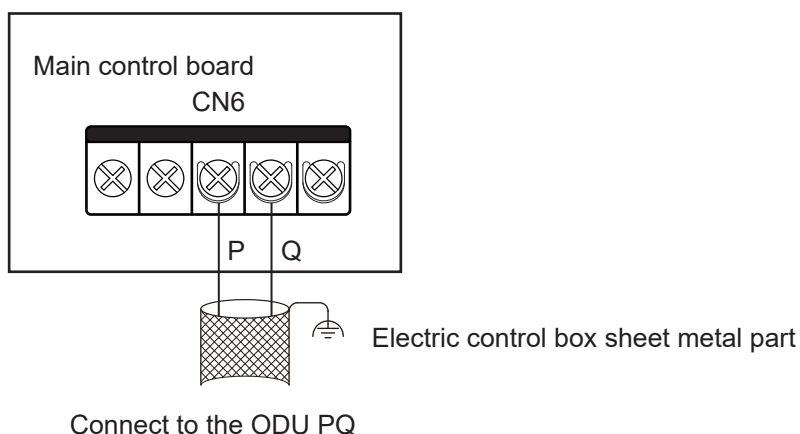 Main control board
CN6
P Q
Electric control box sheet metal part
Connect to the ODU PQ